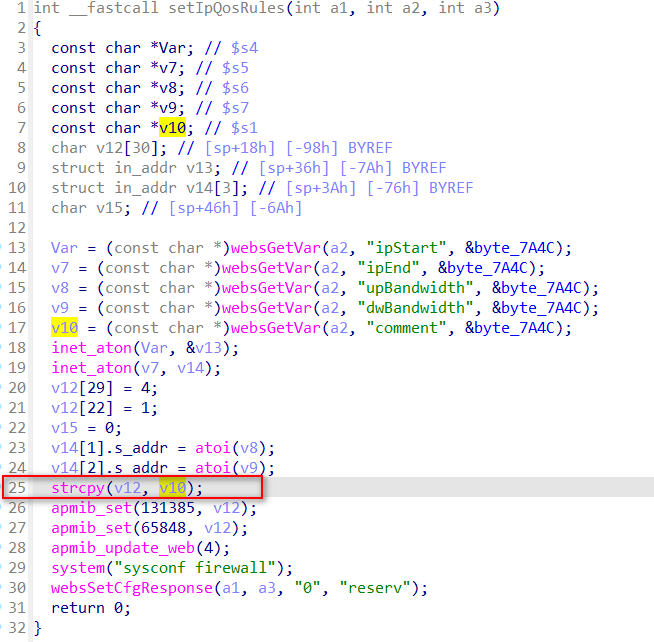 1 int __fastcall setIpQosRules(int a1, int a2, int a3)
2 {
3 const char *Var; // $s4
4 const char *v7; // $s5
5 const char *v8; // $s6
6 const char *v9; // $s7
7 const char *v10; // $s1
8 char v12[30]; // [sp+18h] [-98h] BYREF
9 struct in_addr v13; // [sp+36h] [-7Ah] BYREF
10 struct in_addr v14[3]; // [sp+3Ah] [-76h] BYREF
11 char v15; // [sp+46h] [-6Ah]
12
13 Var = (const char *)websGetVar(a2, "ipStart", &byte_7A4C);
14 v7 = (const char *)websGetVar(a2, "ipEnd", &byte_7A4C);
15 v8 = (const char *)websGetVar(a2, "upBandwidth", &byte_7A4C);
16 v9 = (const char *)websGetVar(a2, "dwBandwidth", &byte_7A4C);
17 v10 = (const char *)websGetVar(a2, "comment", &byte_7A4C);
18 inet_aton(Var, &v13);
19 inet_aton(v7, v14);
20 v12[29] = 4;
21 v12[22] = 1;
22 v15 = 0;
23 v14[1].s_addr = atoi(v8);
24 v14[2].s_addr = atoi(v9);
25 strcpy(v12, v10);
26 apmib_set(131385, v12);
27 apmib_set(65848, v12);
28 apmib_update_web(4);
29 system("sysconf firewall");
30 websSetCfgResponse(a1, a3, "0", "reserv");
31 return 0;
32 }